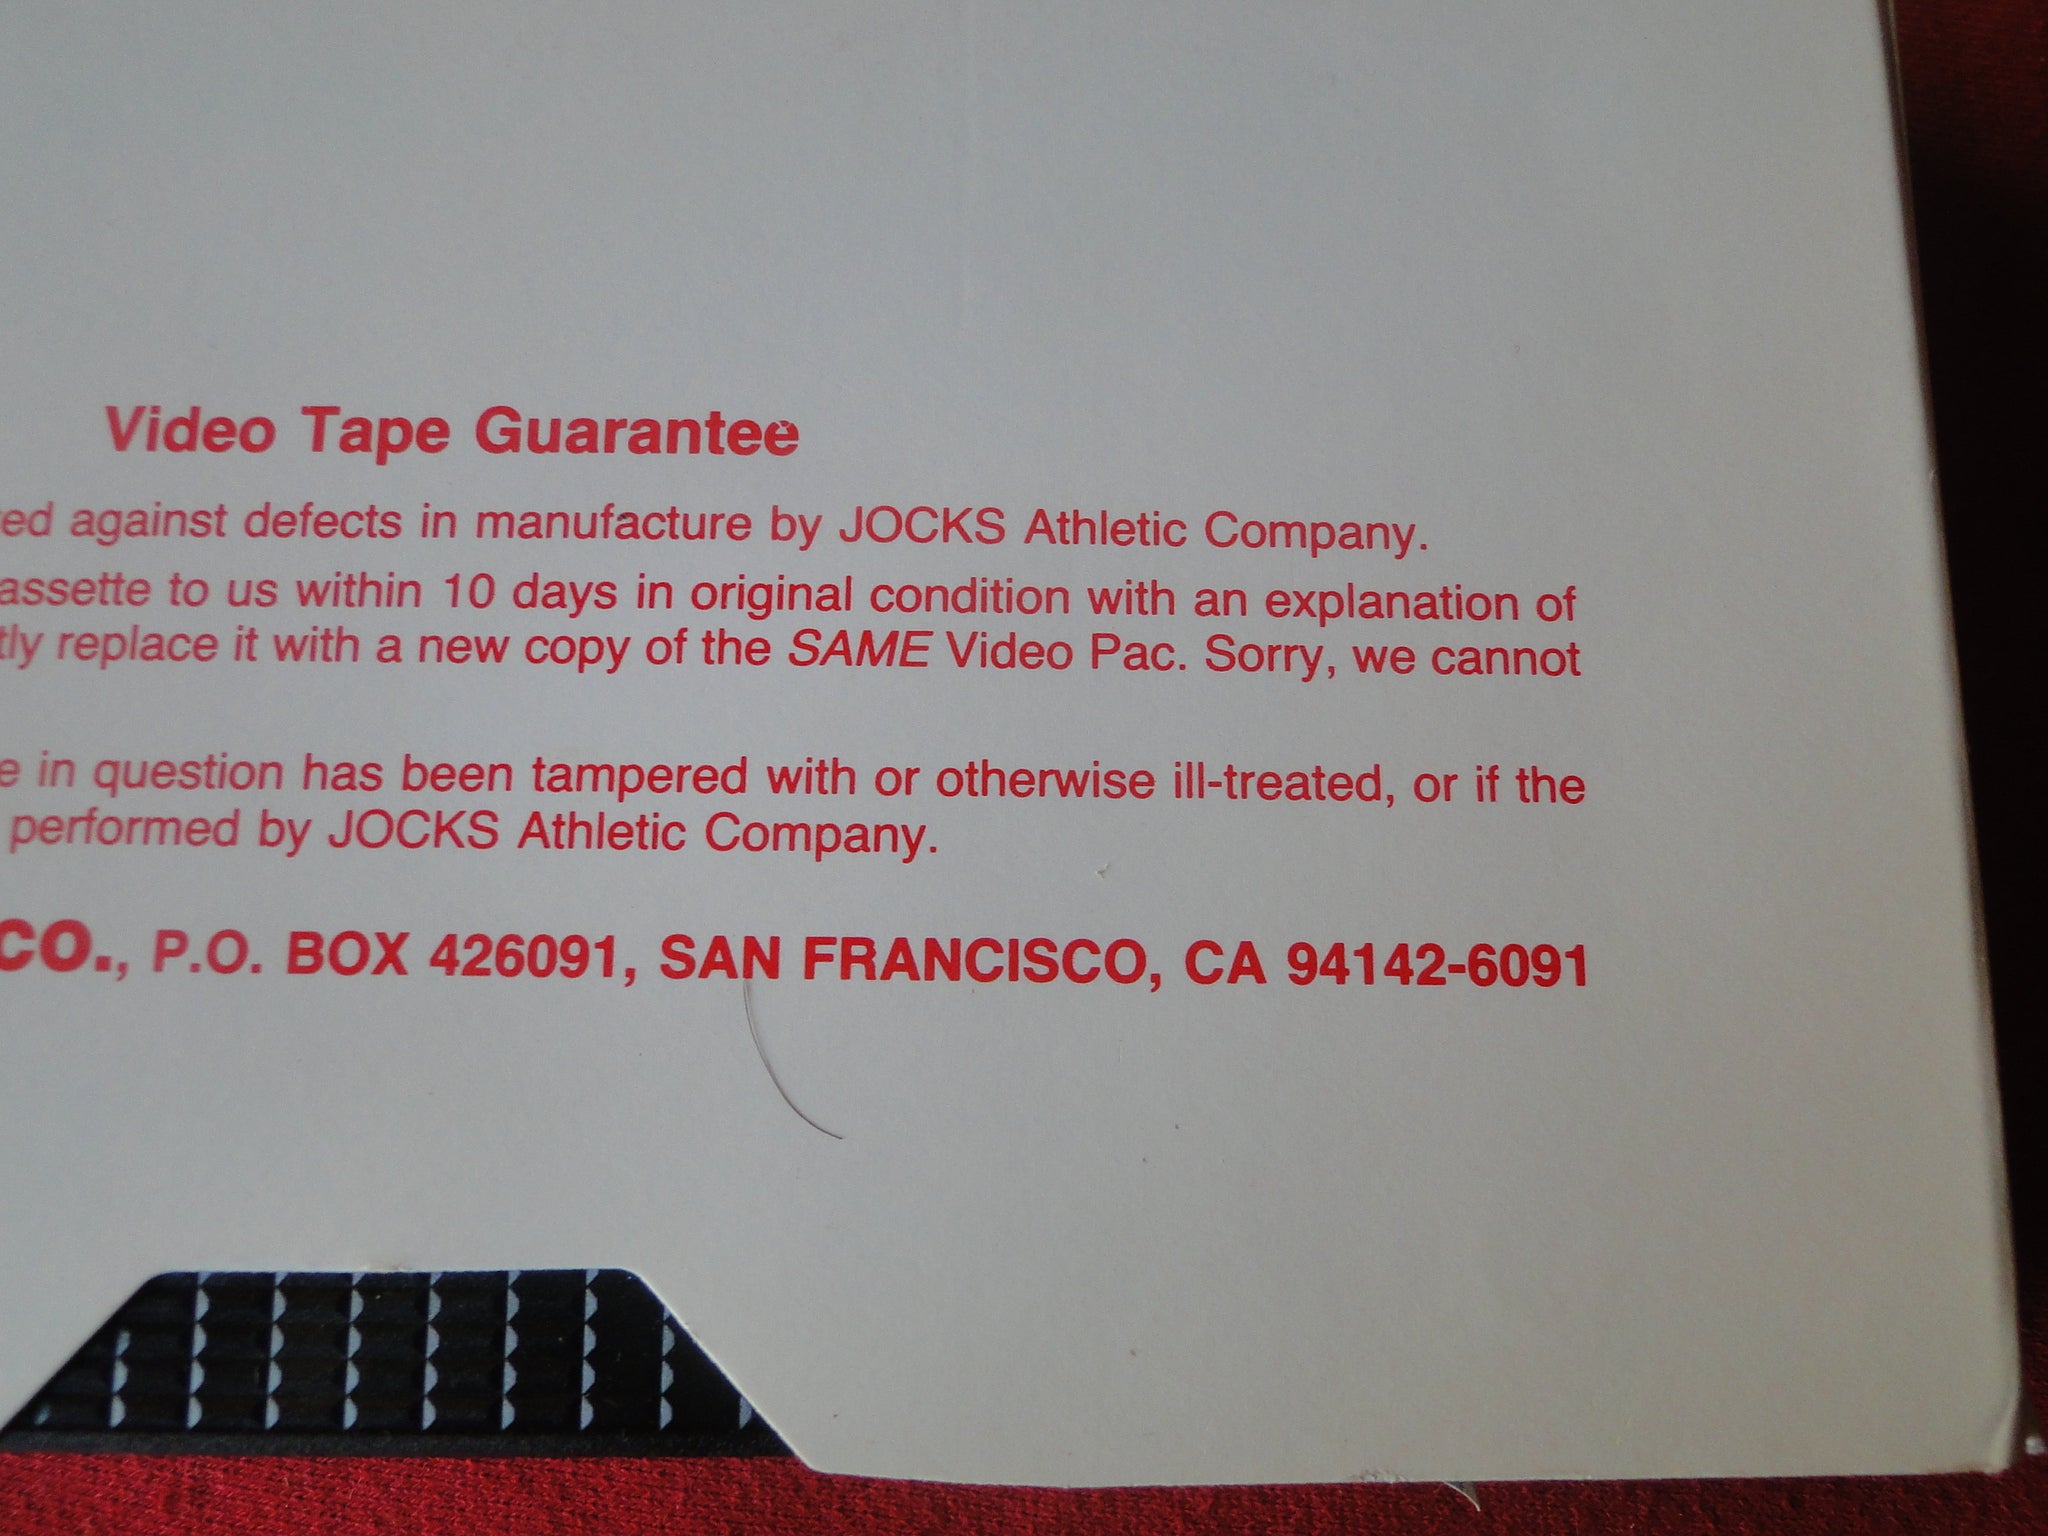 Video Tape Guarantee
against defects in manufacture by JOCKS Athletic Company.
to us within 10 days in original condition with an explanation of
replace it with a new copy of the SAME Video Pac. Sorry, we cannot
in question has been tampered with or otherwise ill-treated, or if the
performed by JOCKS Athletic Company.
CO., P.O. BOX 426091, SAN FRANCISCO, CA 94142-6091